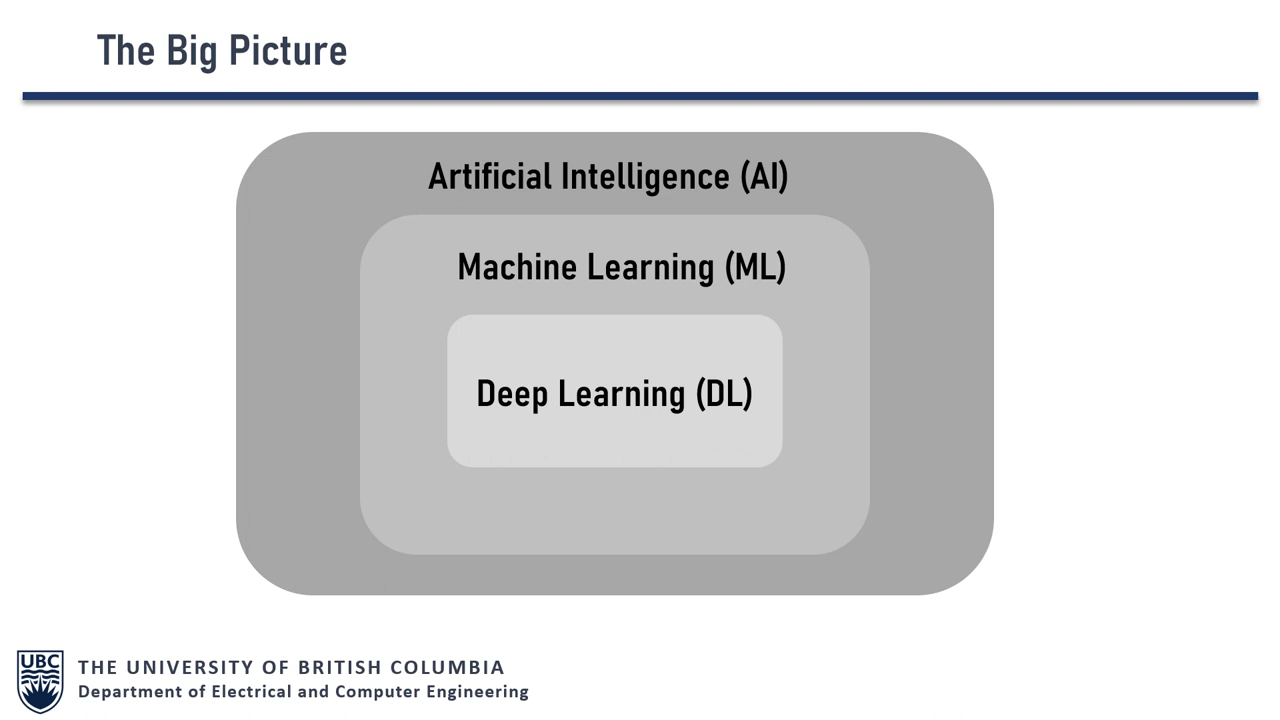 The Big Picture
Artificial Intelligence (AI)
Machine Learning (ML)
Deep Learning (DL)
UBC
THE UNIVERSITY OF BRITISH COLUMBIA
Department of Electrical and Computer Engineering